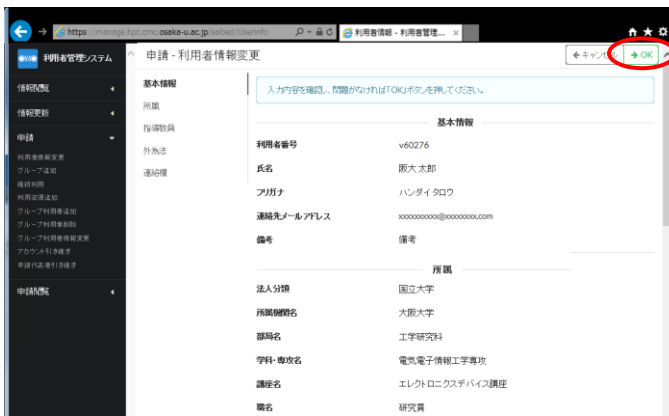 https://manage.hpc.cmc.osaka-u.ac.jp/saibed/UserInfo
利用者情報 - 利用者管理... ×
利用者管理システム
申請 - 利用者情報変更
キャンセル
OK
情報閲覧
情報更新
申請
利用者情報変更
グループ追加
継続利用
利用資源追加
グループ利用者追加
グループ利用者削除
グループ利用者情報変更
アカウント引き継ぎ
申請代表者引き継ぎ
申請閲覧
基本情報
所属
指導教員
外為法
連絡欄
入力内容を確認し、問題がなければ「OK」ボタンを押してください。
基本情報
利用者番号 v60276
氏名 阪大 太郎
フリガナ ハンダイ タロウ
連絡先メールアドレス xxxxxxxxxx@xxxxxxxx.com
備考 備考
所属
法人分類 国立大学
所属機関名 大阪大学
部局名 工学研究科
学科・専攻名 電気電子情報工学専攻
講座名 エレクトロニクスデバイス講座
職名 研究員